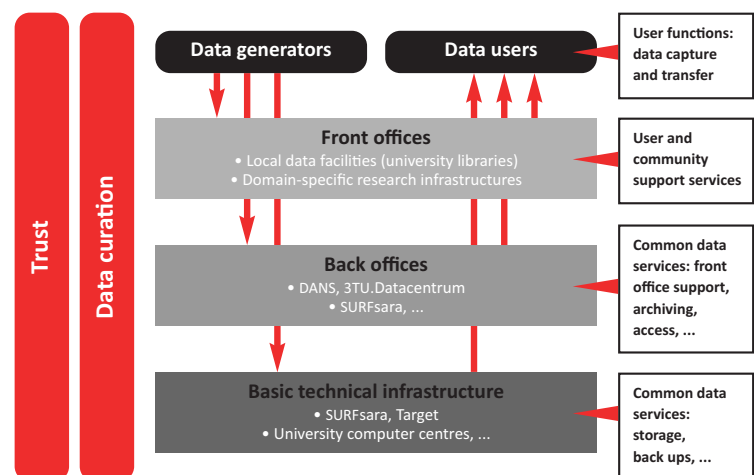 Trust
Data curation
Data generators
Data users
User functions:
data capture
and transfer
Front offices
• Local data facilities (university libraries)
• Domain-specific research infrastructures
User and
community
support services
Back offices
• DANS, 3TU.Datacentrum
• SURFsara, ...
Common data
services: front
office support,
archiving,
access, ...
Basic technical infrastructure
• SURFsara, Target
• University computer centres, ...
Common data
services:
storage,
back ups, ...